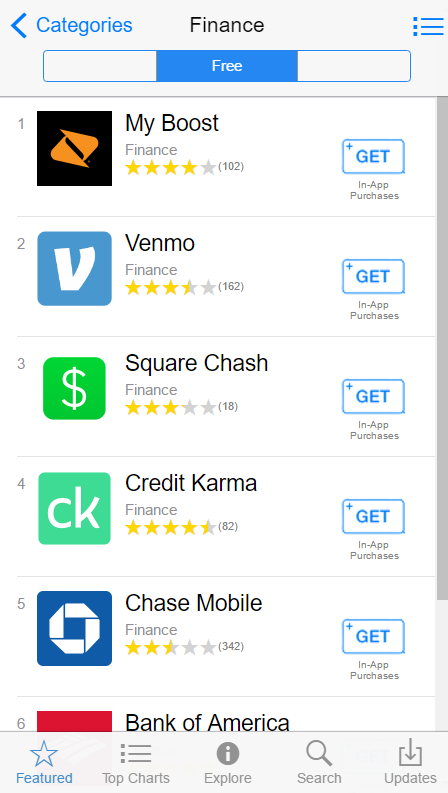 Categories
Finance
Free
1
My Boost
Finance
(102)
GET
In-App
Purchases
2
Venmo
Finance
(162)
GET
In-App
Purchases
3
$
Square Chash
Finance
(18)
GET
In-App
Purchases
4
ck
Credit Karma
Finance
(82)
GET
In-App
Purchases
5
Chase Mobile
Finance
(342)
GET
In-App
Purchases
6
Bank of America
Featured
Top Charts
Explore
Search
Updates